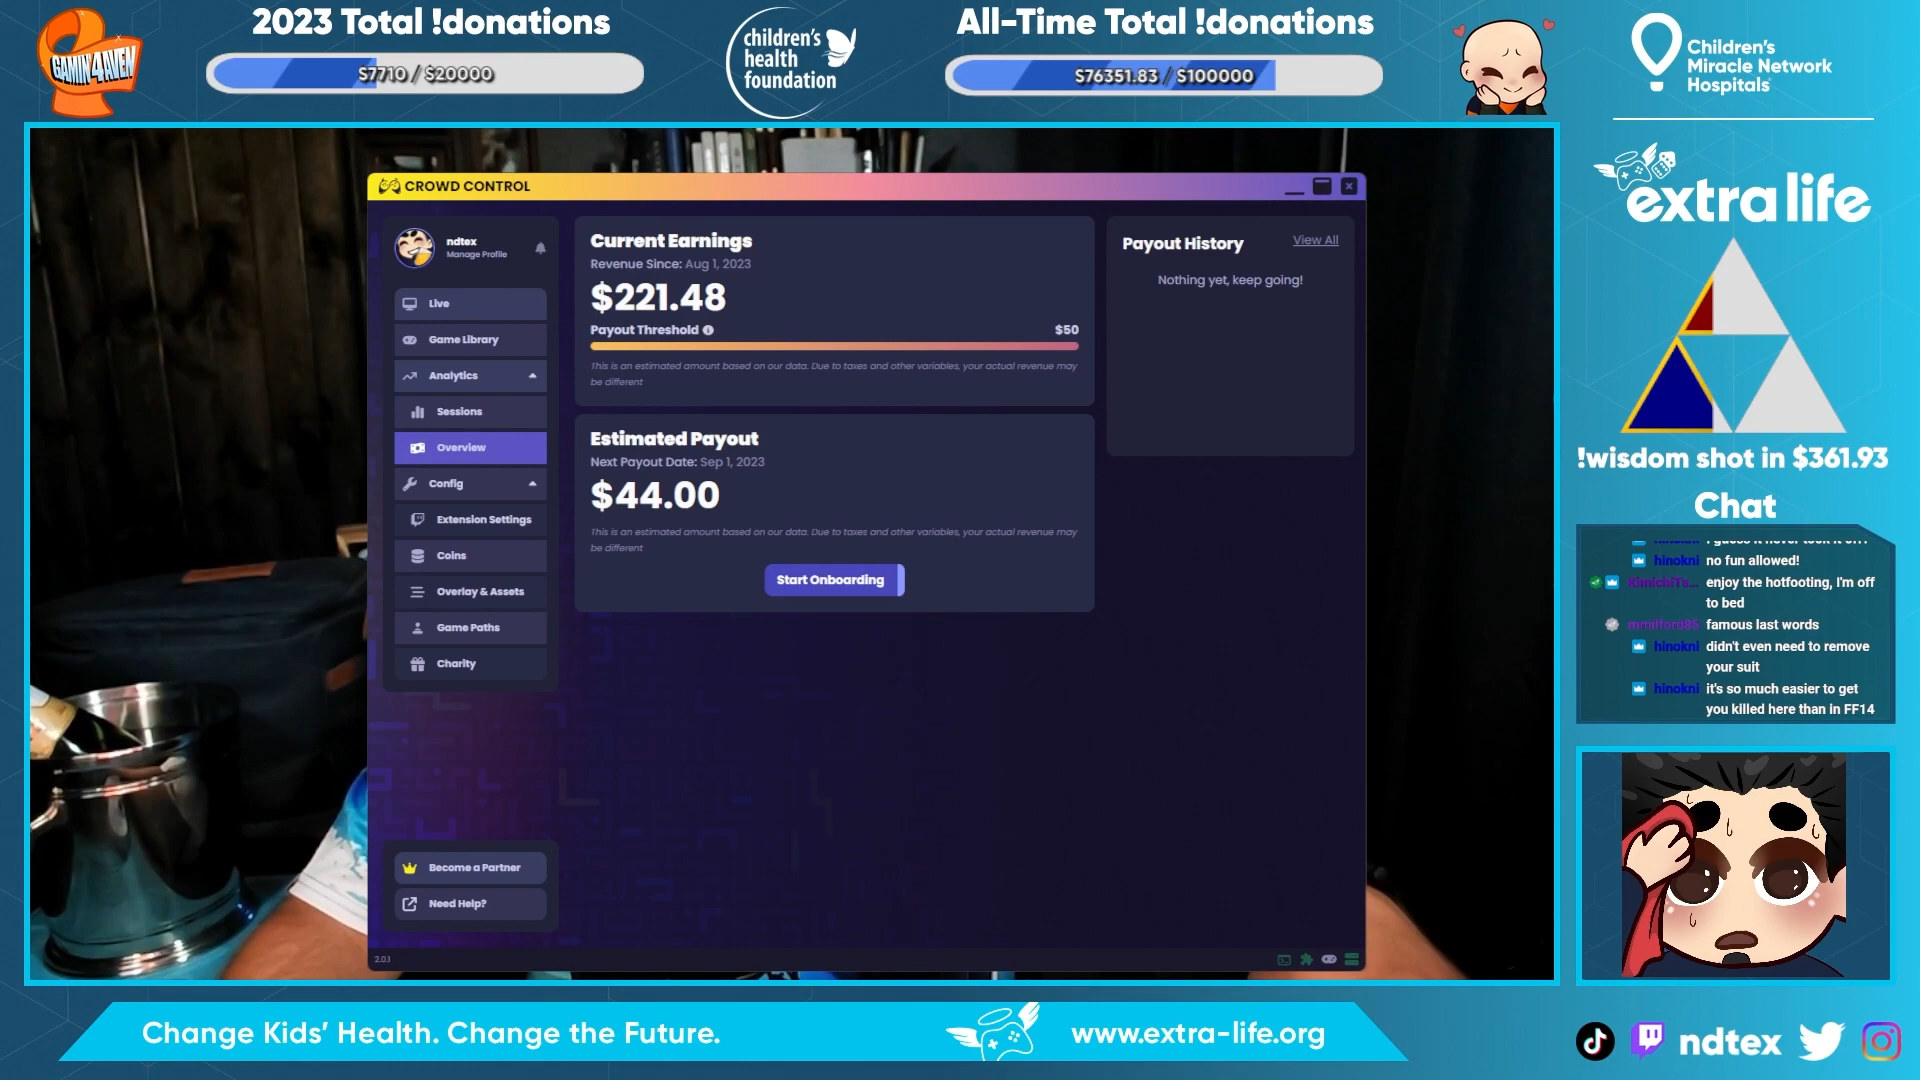 2023 Total !donations
$7710 / $20000
GAMIN4AVEN
children's
health
foundation
All-Time Total !donations
$76351.83 / $100000
Children's
Miracle Network
Hospitals
extra life
!wisdom shot in $361.93
Chat
hinokni no fun allowed!
enjoy the hotfooting, I'm off
to bed
mmilford85 famous last words
hinokni didn't even need to remove
your suit
hinokni it's so much easier to get
you killed here than in FF14
CROWD CONTROL
ndtex
Manage Profile
Live
Game Library
Analytics
Sessions
Overview
Config
Extension Settings
Coins
Overlay & Assets
Game Paths
Charity
Become a Partner
Need Help?
2.0.1
Current Earnings
Revenue Since: Aug 1, 2023
$221.48
Payout Threshold
$50
This is an estimated amount based on our data. Due to taxes and other variables, your actual revenue may
be different
Estimated Payout
Next Payout Date: Sep 1, 2023
$44.00
This is an estimated amount based on our data. Due to taxes and other variables, your actual revenue may
be different
Start Onboarding
Payout History
View All
Nothing yet, keep going!
Change Kids' Health. Change the Future.
www.extra-life.org
ndtex